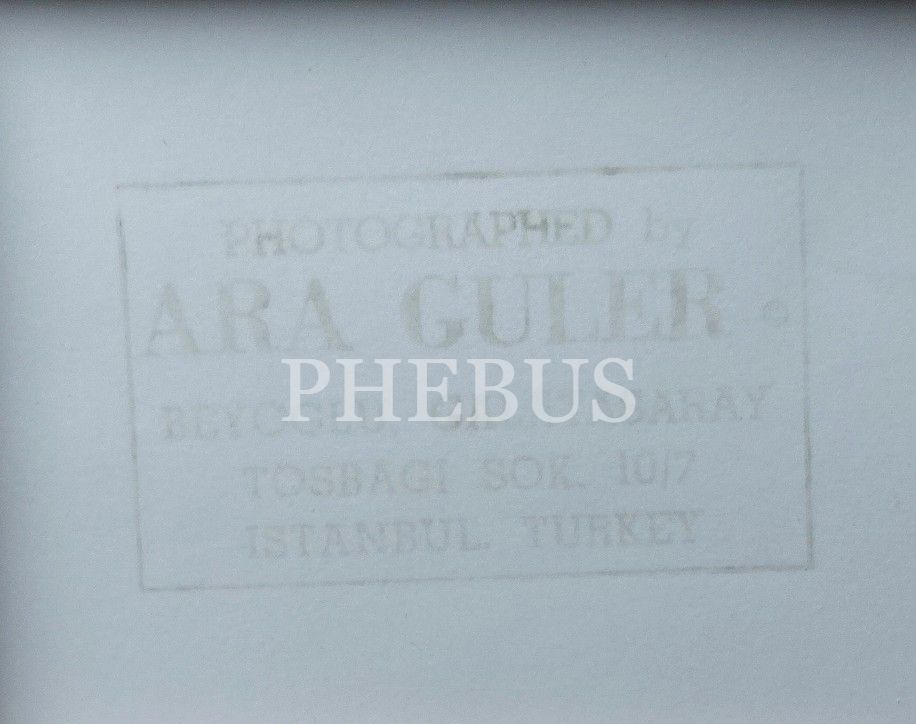 PHOTOGRAPHED by
ARA GULER
PHEBUS
TOSBAGI SOK. 10/7
ISTANBUL, TURKEY